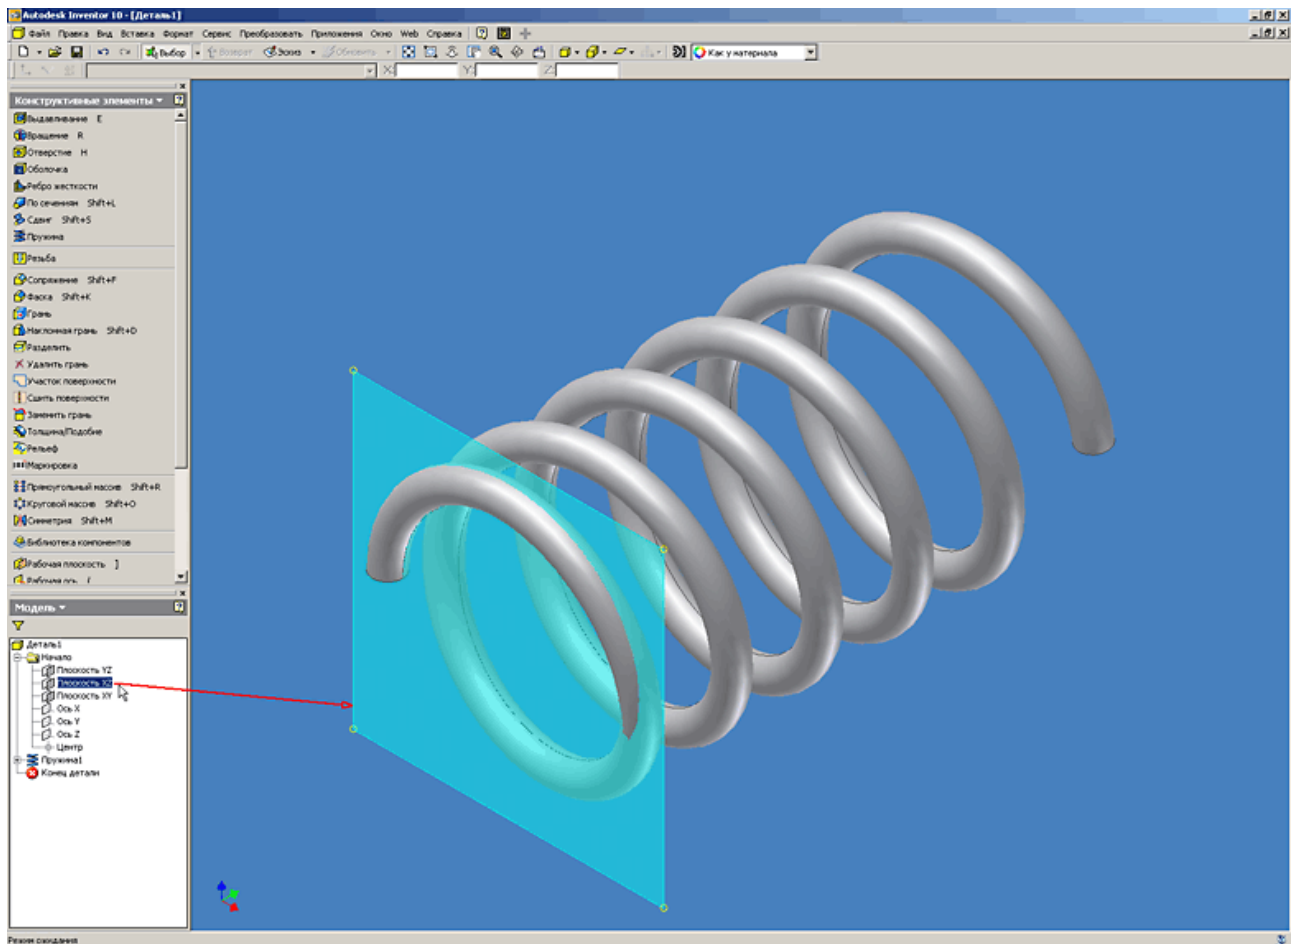 Autodesk Inventor 10 - [Деталь1]
Файл Правка Вид Вставка Формат Сервис Преобразовать Приложения Окно Web Справка
Выбор Возврат Эскиз Обновить Как у материала
X: Y: Z:
Конструктивные элементы
Выдавливание E
Вращение R
Отверстие H
Оболочка
Ребро жесткости
По сечениям Shift+L
Сдвиг Shift+S
Пружина
Резьба
Сопряжение Shift+F
Фаска Shift+K
Грань
Наклонная грань Shift+D
Разделить
Удалить грань
Участок поверхности
Сшить поверхности
Заменить грань
Толщина/Подобие
Рельеф
Маркировка
Прямоугольный массив Shift+R
Круговой массив Shift+O
Симметрия Shift+M
Библиотека компонентов
Рабочая плоскость ]
Рабочая ось /
Модель
Деталь1
Начало
Плоскость YZ
Плоскость XZ
Плоскость XY
Ось X
Ось Y
Ось Z
Центр
Пружина1
Конец детали
Режим ожидания